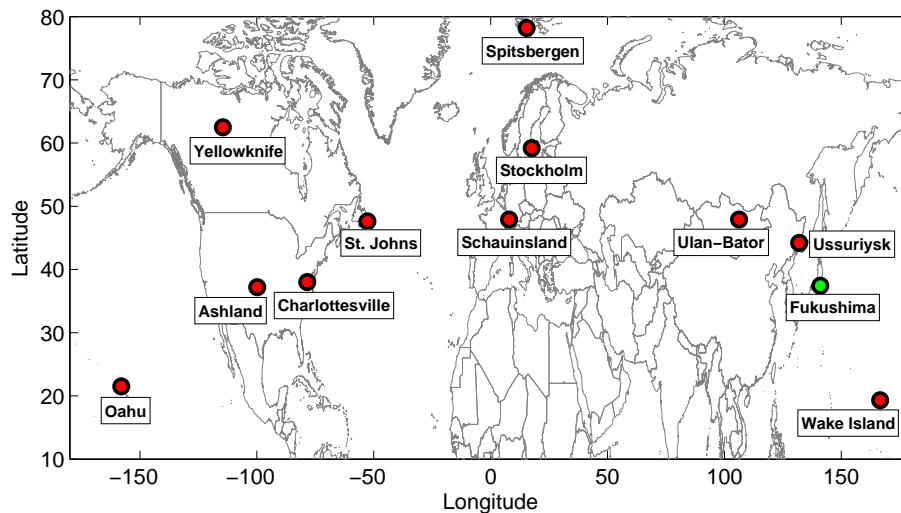 80
Spitsbergen
70
Yellowknife
60
Stockholm
50
St. Johns
Schauinsland
Ulan−Bator
Ussuriysk
Latitude
40
Ashland
Charlottesville
Fukushima
30
20
Oahu
Wake Island
10
−150
−100
−50
0
50
100
150
Longitude